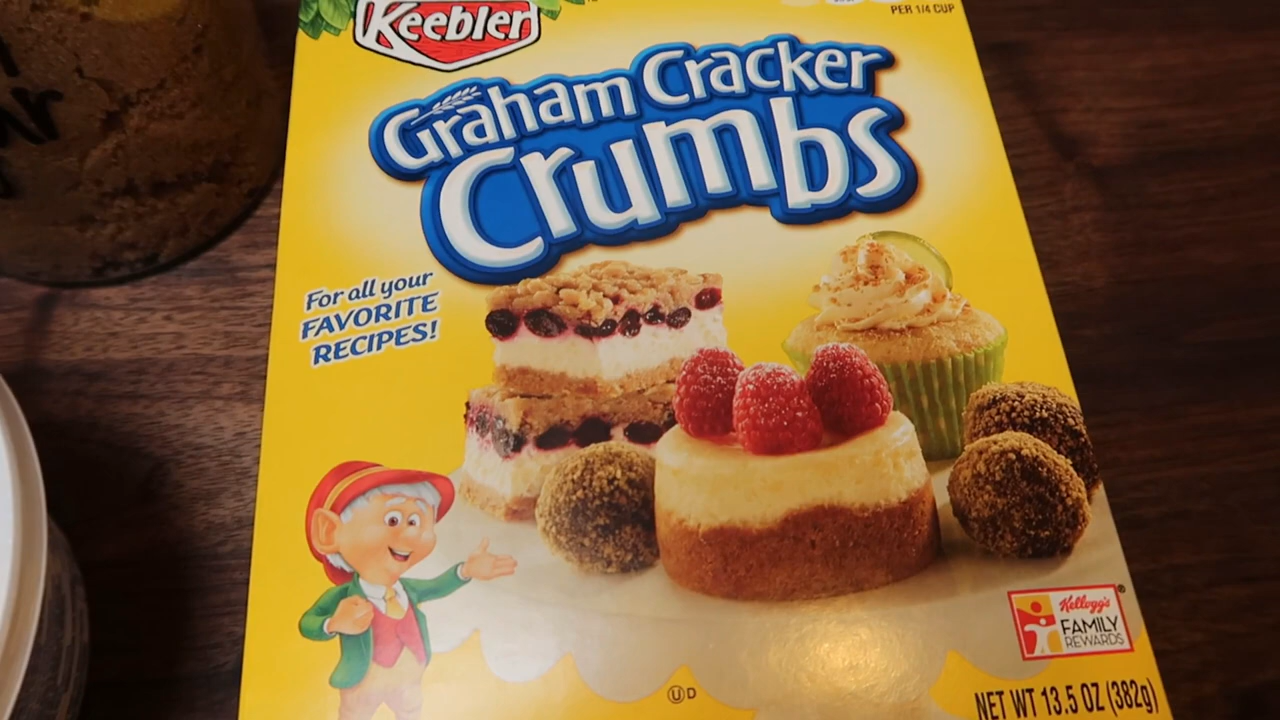 Keebler
PER 1/4 CUP
Graham Cracker
Crumbs
For all your
FAVORITE
RECIPES!
Kellogg's
FAMILY
REWARDS
®
U D
NET WT 13.5 OZ (382g)